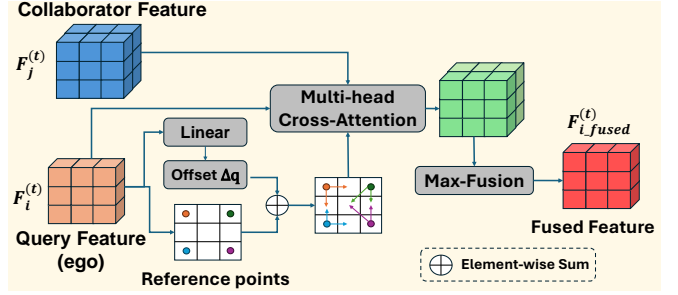 Collaborator Feature
F_j^(t)
Multi-head
Cross-Attention
Linear
Offset Δq
F_i^(t)
Query Feature
(ego)
Reference points
Max-Fusion
F_i_fused^(t)
Fused Feature
Element-wise Sum